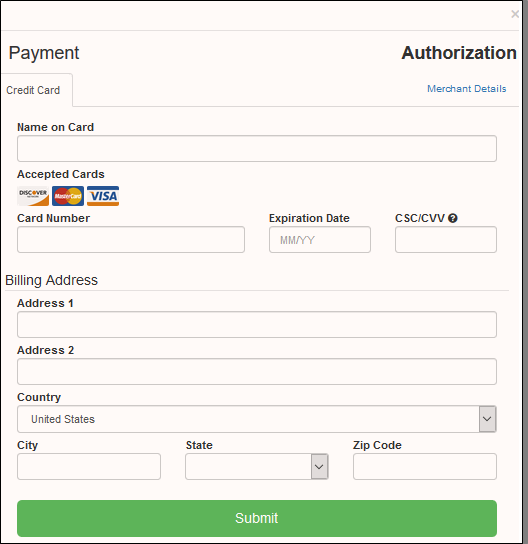 ×
Payment Authorization
Credit Card Merchant Details
Name on Card
Accepted Cards
DISCOVER MasterCard VISA
Card Number Expiration Date CSC/CVV ?
MM/YY
Billing Address
Address 1
Address 2
Country
United States
City State Zip Code
Submit